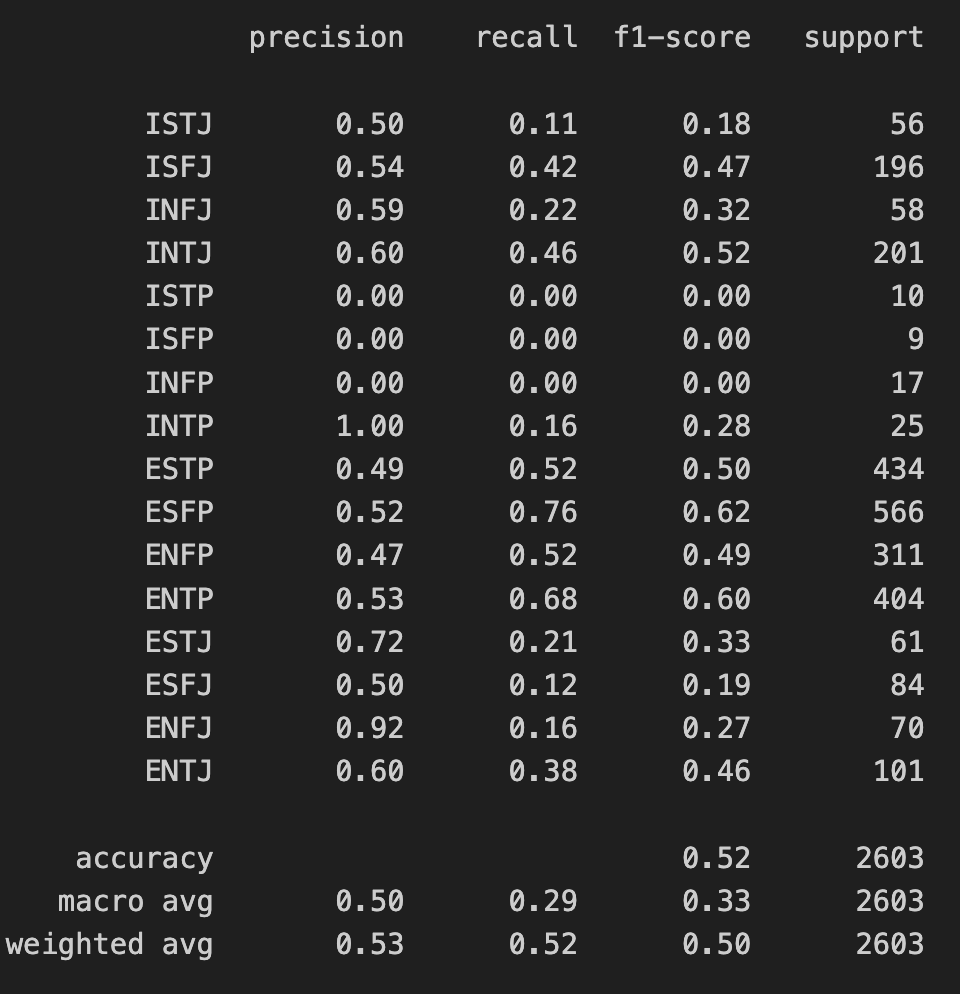 precision recall f1-score support
ISTJ 0.50 0.11 0.18 56
ISFJ 0.54 0.42 0.47 196
INFJ 0.59 0.22 0.32 58
INTJ 0.60 0.46 0.52 201
ISTP 0.00 0.00 0.00 10
ISFP 0.00 0.00 0.00 9
INFP 0.00 0.00 0.00 17
INTP 1.00 0.16 0.28 25
ESTP 0.49 0.52 0.50 434
ESFP 0.52 0.76 0.62 566
ENFP 0.47 0.52 0.49 311
ENTP 0.53 0.68 0.60 404
ESTJ 0.72 0.21 0.33 61
ESFJ 0.50 0.12 0.19 84
ENFJ 0.92 0.16 0.27 70
ENTJ 0.60 0.38 0.46 101
accuracy 0.52 2603
macro avg 0.50 0.29 0.33 2603
weighted avg 0.53 0.52 0.50 2603